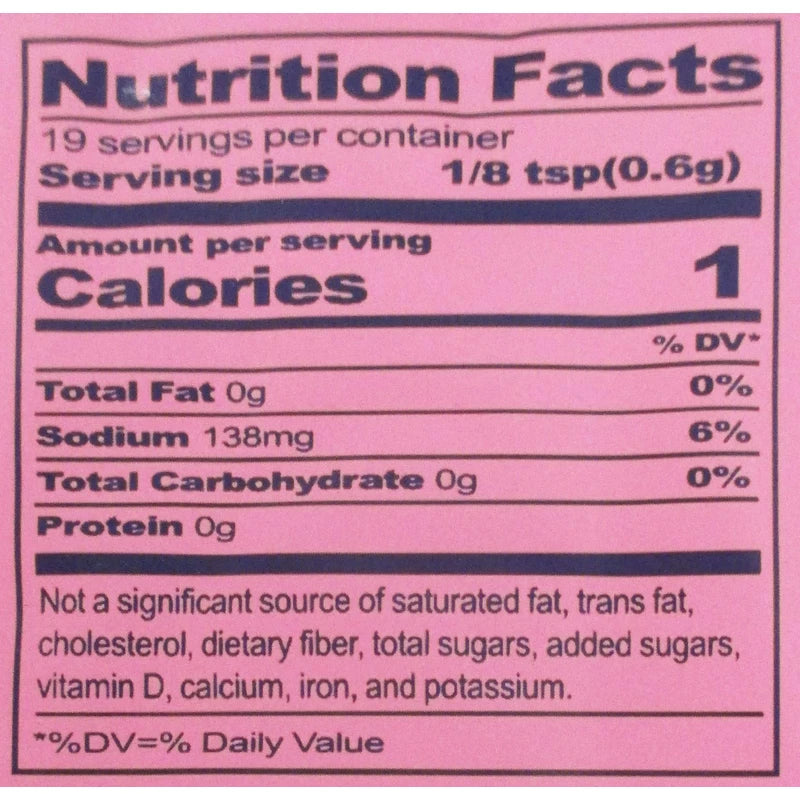 Nutrition Facts
19 servings per container
Serving size 1/8 tsp(0.6g)
Amount per serving
Calories 1
% DV*
Total Fat 0g 0%
Sodium 138mg 6%
Total Carbohydrate 0g 0%
Protein 0g
Not a significant source of saturated fat, trans fat,
cholesterol, dietary fiber, total sugars, added sugars,
vitamin D, calcium, iron, and potassium.
*%DV=% Daily Value